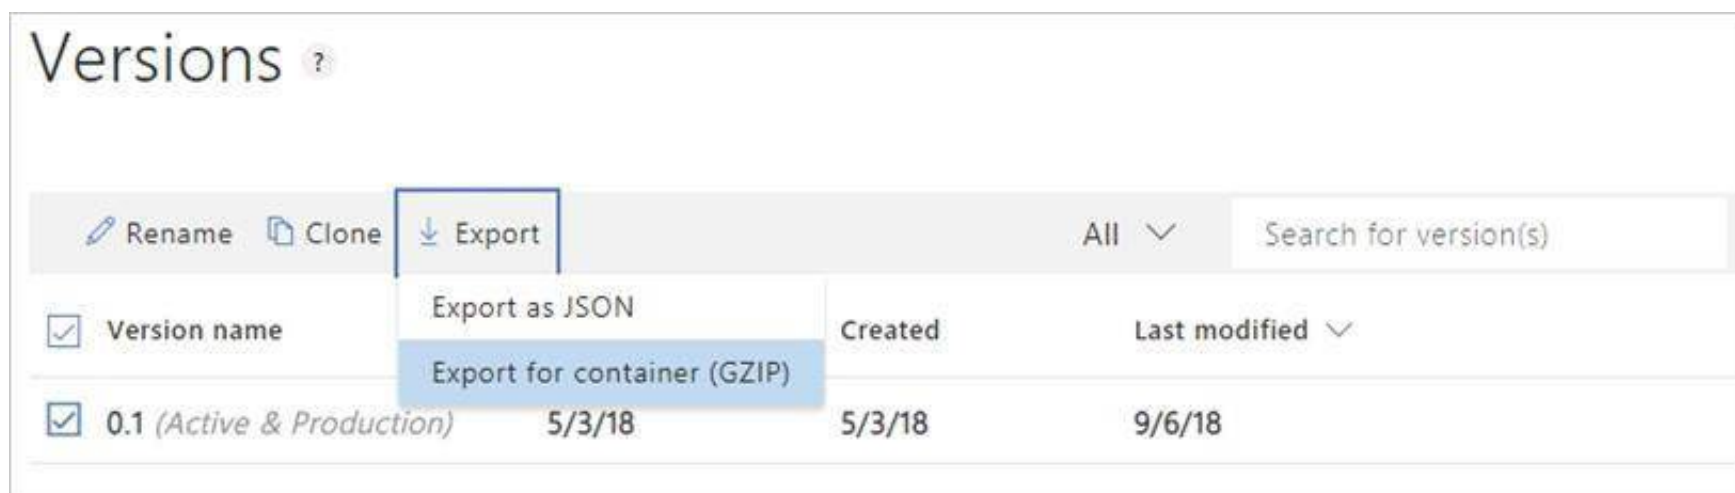 Versions ?
Rename Clone Export All Search for version(s)
Export as JSON
Version name Created Last modified
Export for container (GZIP)
0.1 (Active & Production) 5/3/18 5/3/18 9/6/18